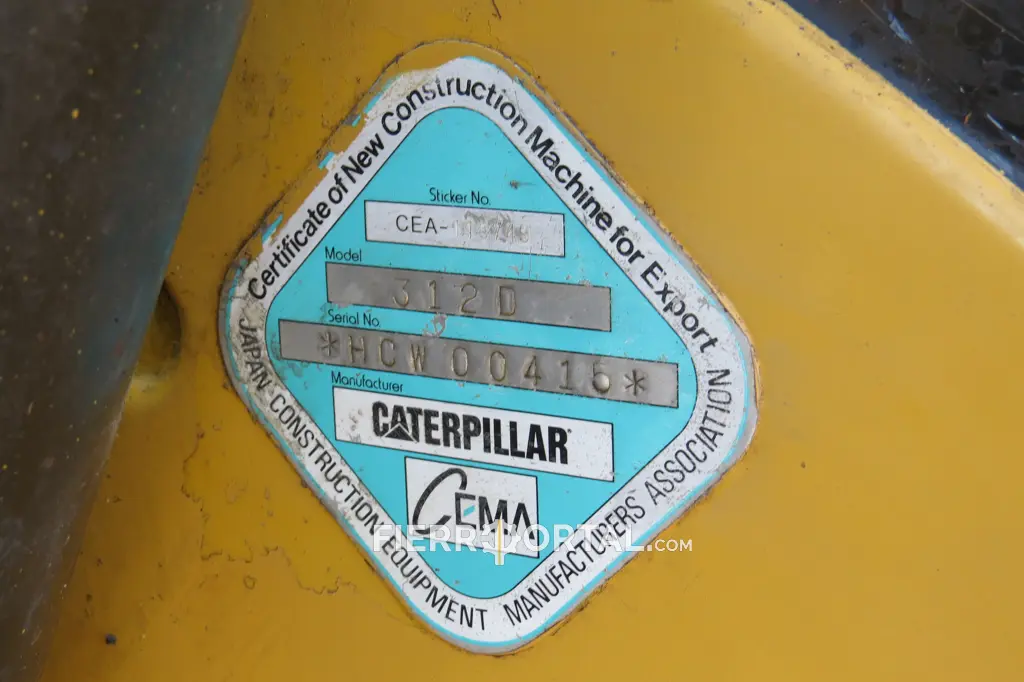 Certificate of New Construction Machine for Export
Sticker No.
CEA-
Model
312D
Serial No.
*HCW00415*
Manufacturer
CATERPILLAR
CEMA
JAPAN CONSTRUCTION EQUIPMENT MANUFACTURERS ASSOCIATION
FIERROPORTAL.COM